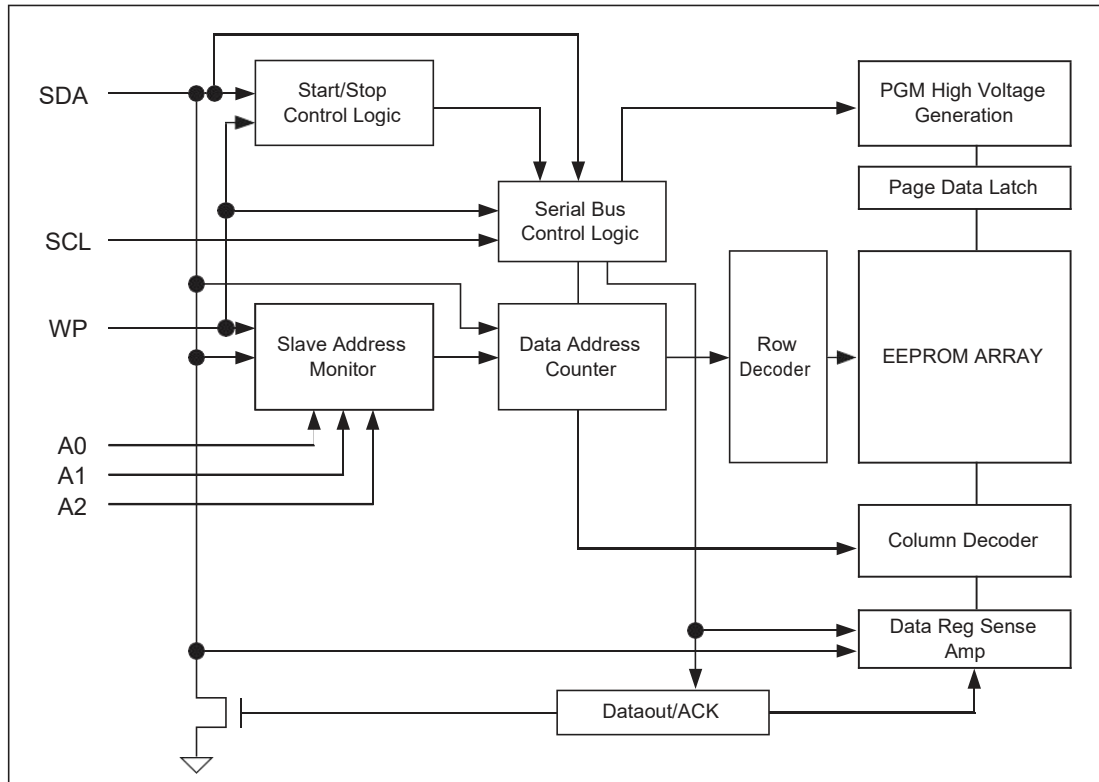 SDA
Start/Stop
Control Logic
PGM High Voltage
Generation
Page Data Latch
SCL
Serial Bus
Control Logic
WP
Slave Address
Monitor
Data Address
Counter
Row
Decoder
EEPROM ARRAY
A0
A1
A2
Column Decoder
Data Reg Sense
Amp
Dataout/ACK